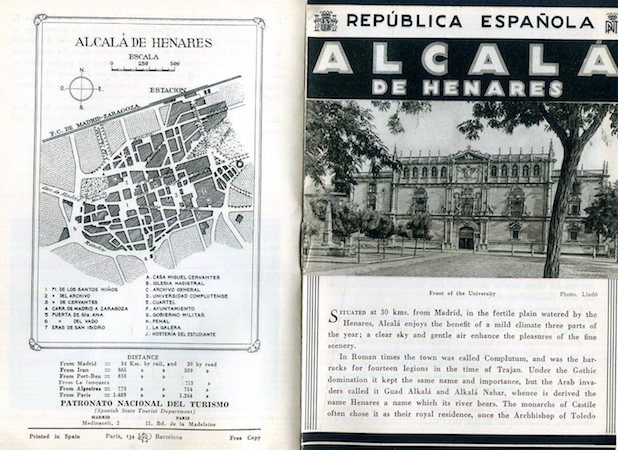 ALCALÁ DE HENARES
ESCALA
0 250 500
N.
O. E.
S.
ESTACION
F.C. DE MADRID-ZARAGOZA
1 Pl. DE LOS SANTOS NIÑOS
2 » DEL ARCHIVO
3 » DE CERVANTES
4 CARR. DE MADRID A ZARAGOZA
5 PUERTA DE Sta. ANA
6 » DEL VADO
7 ERAS DE SAN ISIDRO
A. CASA MIGUEL CERVANTES
B. IGLESIA MAGISTRAL
C. ARCHIVO GENERAL
D. UNIVERSIDAD COMPLUTENSE
E. CUARTEL
F. AYUNTAMIENTO
G. GOBIERNO MILITAR
H. PENAL
I. LA GALERA
J. HOSTERÍA DEL ESTUDIANTE
DISTANCE
From Madrid = 34 Km. by rail, and 30 by road
From Irun = 665 » » 509 »
From Port-Bou = 818 »
From La Junquera 753 »
From Algeciras = 778 » » 754 »
From Paris = 1.489 » » 1.264 »
PATRONATO NACIONAL DEL TURISMO
(Spanish State Tourist Department)
MADRID PARIS
Medinaceli, 2 12, Bd. de la Madeleine
Printed in Spain París, 134 Barcelona Free Copy
REPÚBLICA ESPAÑOLA
ALCALÁ
DE HENARES
Front of the University Photo. Lladó
SITUATED at 30 kms. from Madrid, in the fertile plain watered by the
Henares, Alcalá enjoys the benefit of a mild climate three parts of
the year; a clear sky and gentle air enhance the pleasures of the fine
scenery.
In Roman times the town was called Complutum, and was the bar-
racks for fourteen legions in the time of Trajan. Under the Gothic
domination it kept the same name and importance, but the Arab inva-
ders called it Guad Alkalá and Alkalá Nahar, whence is derived the
name Henares a name which its river bears. The monarchs of Castile
often chose it as their royal residence, once the Archbishop of Toledo